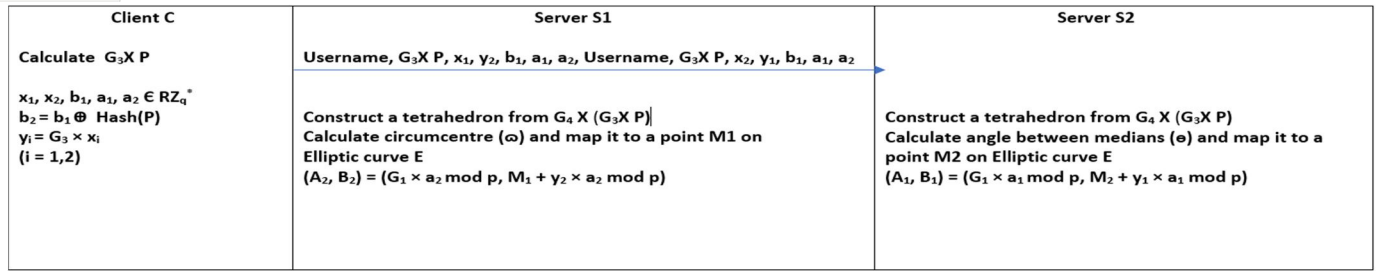 Client C
Calculate G₃X P
x₁, x₂, b₁, a₁, a₂ Є RZq*
b₂ = b₁ ⊕ Hash(P)
yᵢ = G₃ × xᵢ
(i = 1,2)
Server S1
Username, G₃X P, x₁, y₂, b₁, a₁, a₂, Username, G₃X P, x₂, y₁, b₁, a₁, a₂
Construct a tetrahedron from G₄ X (G₃X P)
Calculate circumcentre (ϖ) and map it to a point M1 on
Elliptic curve E
(A₂, B₂) = (G₁ × a₂ mod p, M₁ + y₂ × a₂ mod p)
Server S2
Construct a tetrahedron from G₄ X (G₃X P)
Calculate angle between medians (ɵ) and map it to a
point M2 on Elliptic curve E
(A₁, B₁) = (G₁ × a₁ mod p, M₂ + y₁ × a₁ mod p)